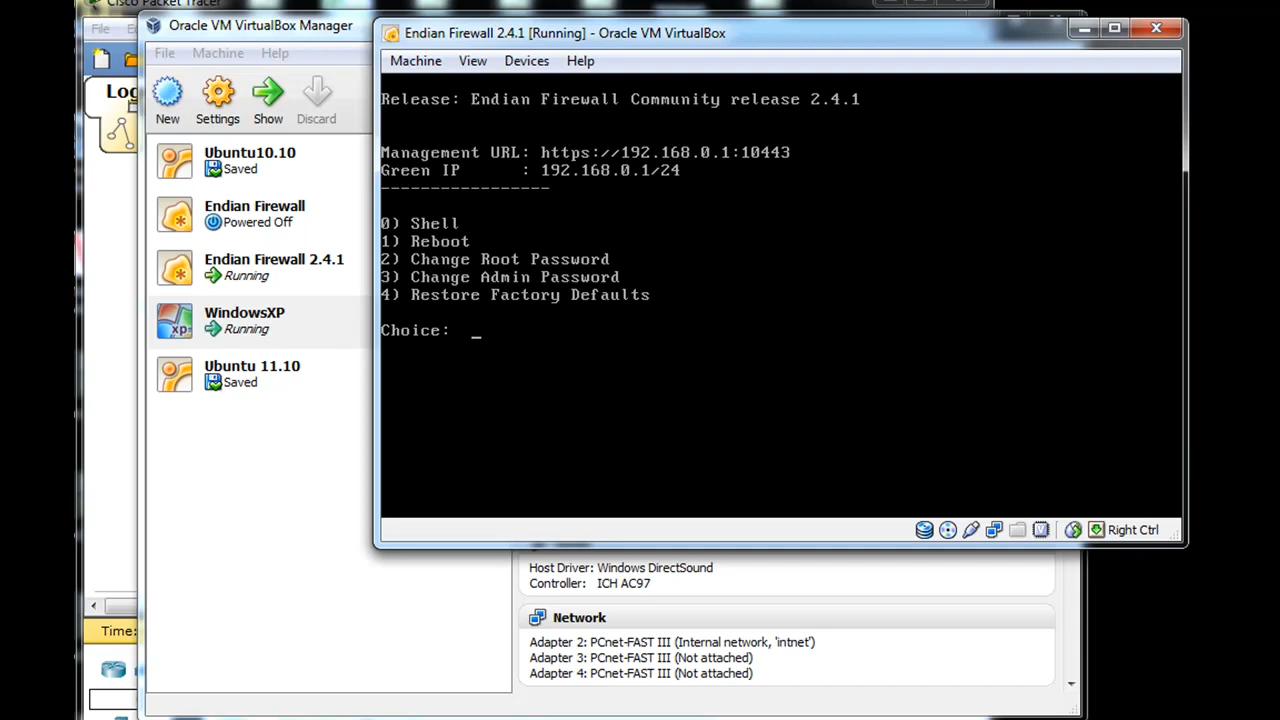 Cisco Packet Tracer
File
Oracle VM VirtualBox Manager
File Machine Help
New Settings Show Discard
Log
Ubuntu10.10
Saved
Endian Firewall
Powered Off
Endian Firewall 2.4.1
Running
WindowsXP
Running
Ubuntu 11.10
Saved
Time:
Endian Firewall 2.4.1 [Running] - Oracle VM VirtualBox
Machine View Devices Help
Release: Endian Firewall Community release 2.4.1
Management URL: https://192.168.0.1:10443
Green IP : 192.168.0.1/24
-----------------
0) Shell
1) Reboot
2) Change Root Password
3) Change Admin Password
4) Restore Factory Defaults
Choice: _
Right Ctrl
Host Driver: Windows DirectSound
Controller: ICH AC97
Network
Adapter 2: PCnet-FAST III (Internal network, 'intnet')
Adapter 3: PCnet-FAST III (Not attached)
Adapter 4: PCnet-FAST III (Not attached)